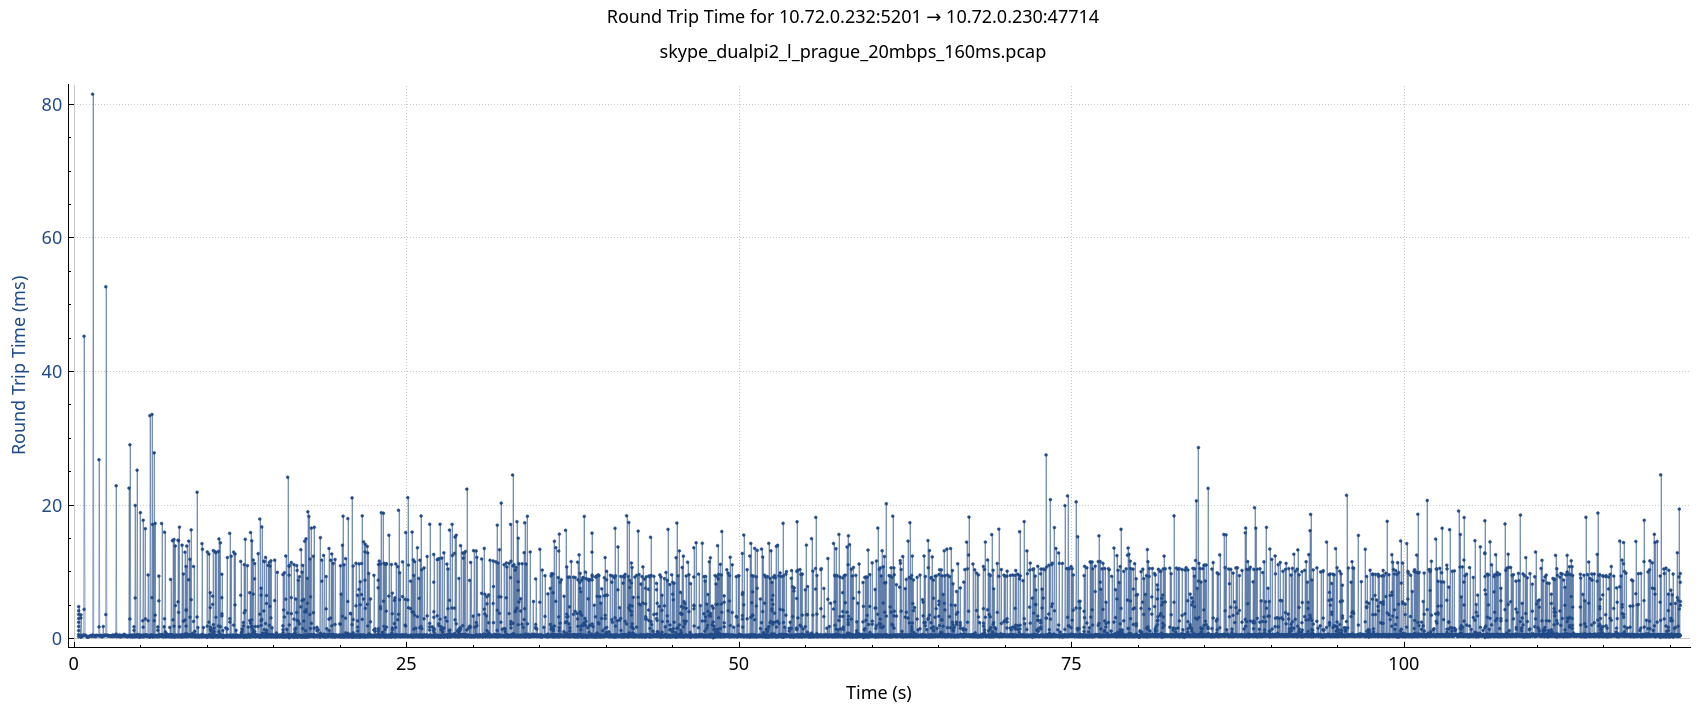 Round Trip Time for 10.72.0.232:5201 → 10.72.0.230:47714
skype_dualpi2_l_prague_20mbps_160ms.pcap
Round Trip Time (ms)
80
60
40
20
0
0 25 50 75 100
Time (s)